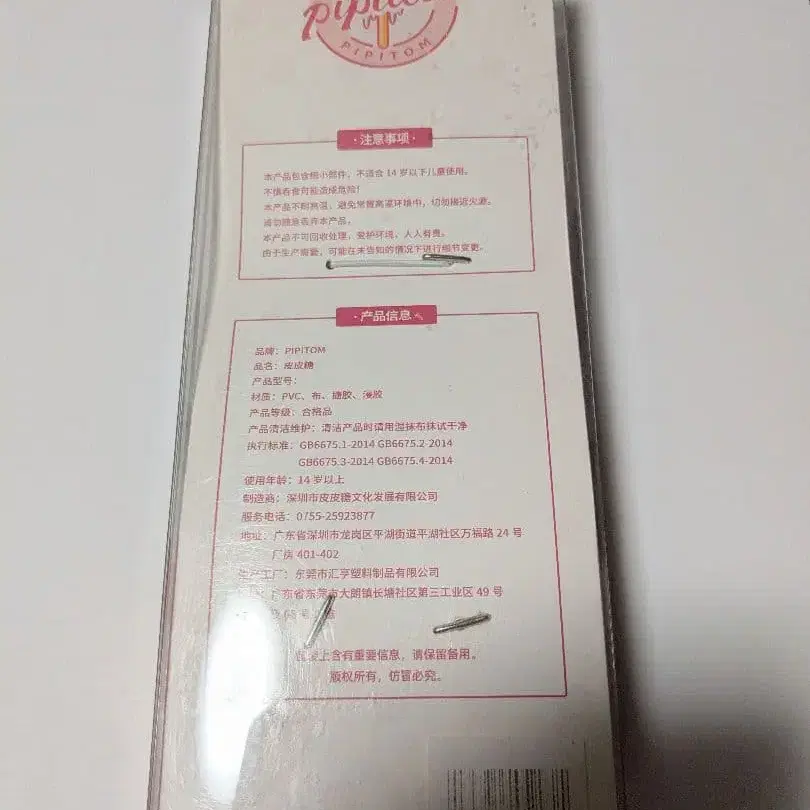 PIPITOM
· 注意事项 ·
本产品包含细小部件，不适合 14 岁以下儿童使用。
不慎吞食可能造成危险！
本产品不耐高温，避免常置高温环境中，切勿接近火源。
请勿随意丢弃本产品。
本产品不可回收处理，爱护环境，人人有责。
由于生产需要，可能在未告知的情况下进行细节变更。
· 产品信息 ·
品牌：PIPITOM
品名：皮皮糖
产品型号：
材质：PVC、布、搪胶、浸胶
产品等级：合格品
产品清洁维护：清洁产品时请用湿抹布抹试干净
执行标准：GB6675.1-2014 GB6675.2-2014
GB6675.3-2014 GB6675.4-2014
使用年龄：14 岁以上
制造商：深圳市皮皮糖文化发展有限公司
服务电话：0755-25923877
地址：广东省深圳市龙岗区平湖街道平湖社区万福路 24 号
厂房 401-402
生产工厂：东莞市汇亨塑料制品有限公司
广东省东莞市大朗镇长塘社区第三工业区 49 号
上含有重要信息，请保留备用。
版权所有，仿冒必究。